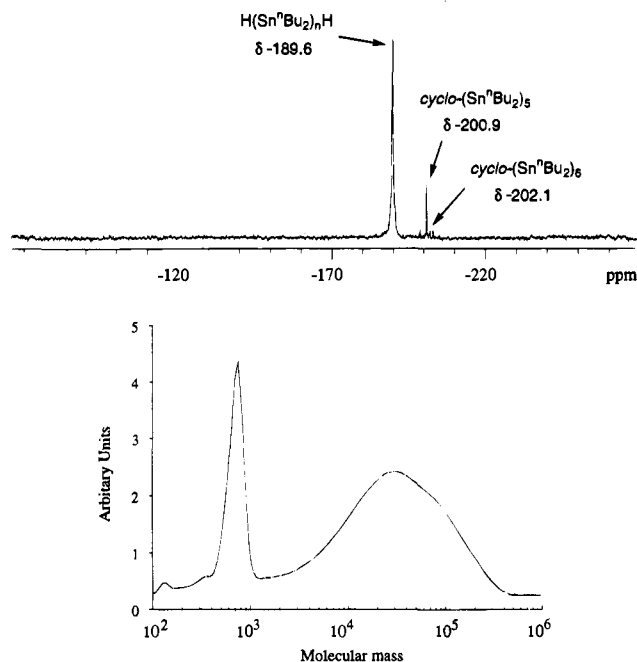 H(SnⁿBu₂)ₙH
δ -189.6
cyclo-(SnⁿBu₂)₅
δ -200.9
cyclo-(SnⁿBu₂)₆
δ -202.1
-120 -170 -220 ppm
5
4
3
2
1
0
Arbitary Units
10² 10³ 10⁴ 10⁵ 10⁶
Molecular mass